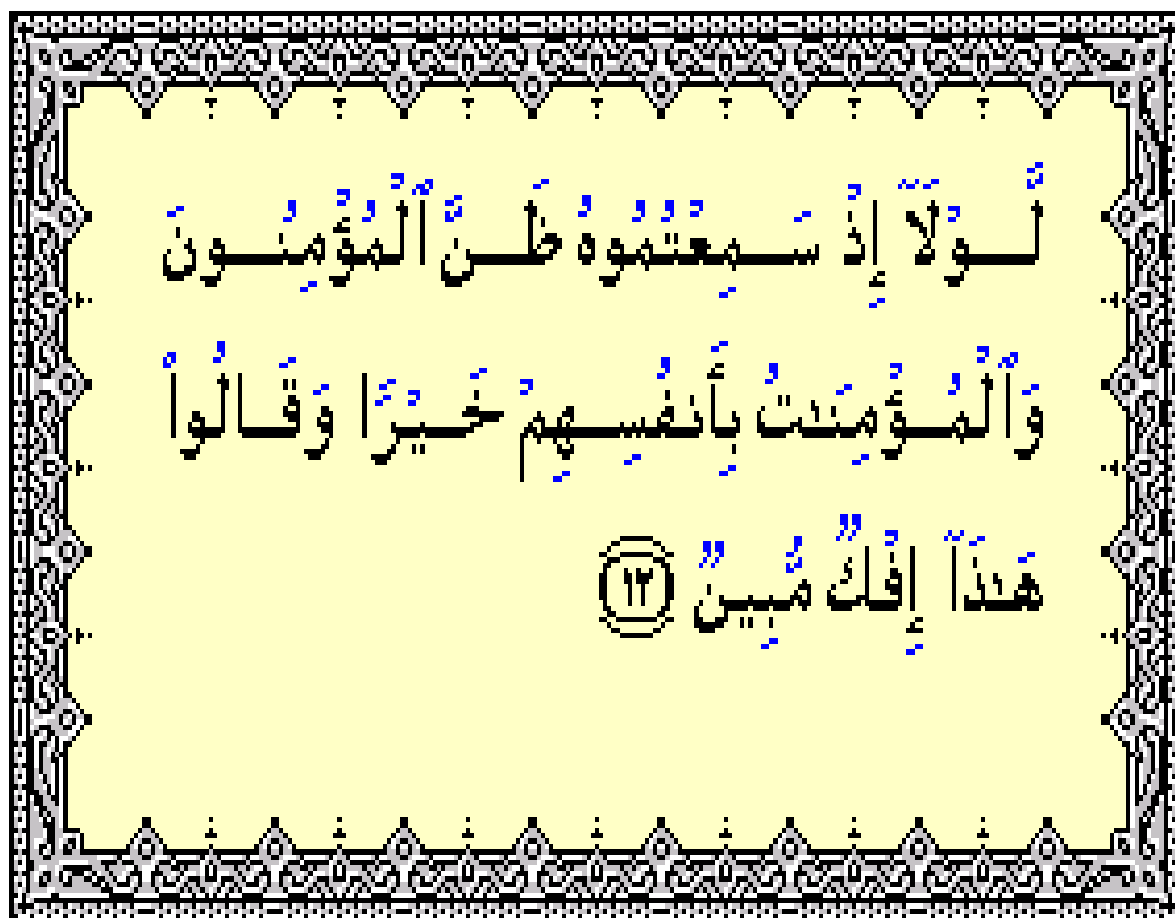 لَّوْلَآ إِذْ سَمِعْتُمُوهُ ظَنَّ ٱلْمُؤْمِنُونَ
وَٱلْمُؤْمِنَـٰتُ بِأَنفُسِهِمْ خَيْرًا وَقَالُوا۟
هَـٰذَآ إِفْكٌ مُّبِينٌ ١٢